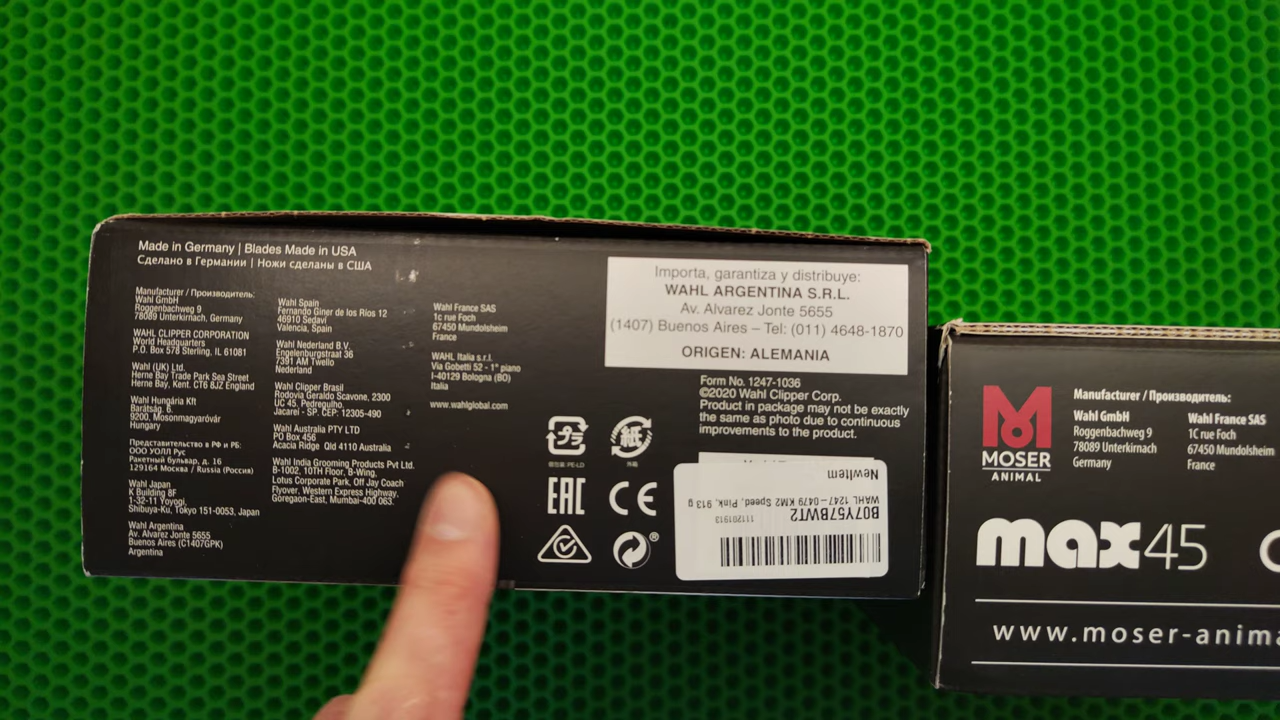 Made in Germany | Blades Made in USA
Сделано в Германии | Ножи сделаны в США
Manufacturer / Производитель:
Wahl GmbH
Roggenbachweg 9
78089 Unterkirnach, Germany
WAHL CLIPPER CORPORATION
World Headquarters
P.O. Box 578 Sterling, IL 61081
Wahl (UK) Ltd.
Herne Bay Trade Park Sea Street
Herne Bay, Kent. CT6 8JZ England
Wahl Hungária Kft
Barátság. 6.
9200. Mosonmagyaróvár
Hungary
Представительство в РФ и РБ:
ООО УОЛЛ Рус
Ракетный бульвар, д. 16
129164 Москва / Russia (Россия)
Wahl Japan
K Building 8F
1-32-11 Yoyogi,
Shibuya-Ku, Tokyo 151-0053, Japan
Wahl Argentina
Av. Alvarez Jonte 5655
Buenos Aires (C1407GPK)
Argentina
Wahl Spain
Fernando Giner de los Rios 12
46910 Sedavi
Valencia, Spain
Wahl Nederland B.V.
Engelenburgstraat 36
7391 AM Twello
Nederland
Wahl Clipper Brasil
Rodovia Geraldo Scavone, 2300
UC 45. Pedregulho,
Jacarei - SP. CEP: 12305-490
Wahl Australia PTY LTD
PO Box 456
Acacia Ridge Qld 4110 Australia
Wahl India Grooming Products Pvt Ltd.
B-1002, 10TH Floor, B-Wing,
Lotus Corporate Park, Off Jay Coach
Flyover, Western Express Highway.
Goregaon-East, Mumbai-400 063.
Wahl France SAS
1c rue Foch
67450 Mundolsheim
France
WAHL Italia s.r.l.
Via Gobetti 52 - 1° piano
I-40129 Bologna (BO)
Italia
www.wahlglobal.com
Importa, garantiza y distribuye:
WAHL ARGENTINA S.R.L.
Av. Alvarez Jonte 5655
(1407) Buenos Aires – Tel: (011) 4648-1870
ORIGEN: ALEMANIA
Form No. 1247-1036
©2020 Wahl Clipper Corp.
Product in package may not be exactly
the same as photo due to continuous
improvements to the product.
プラ
紙
個包装: PE-LD
外箱
EAC
CE
®
B07Y57BWT2
111201913
WAHL 1247-0479 KM2 Speed, Pink, 913 g
NewItem
MOSER
ANIMAL
Manufacturer / Производитель:
Wahl GmbH
Roggenbachweg 9
78089 Unterkirnach
Germany
Wahl France SAS
1C rue Foch
67450 Mundolsheim
France
max45
www.moser-anima